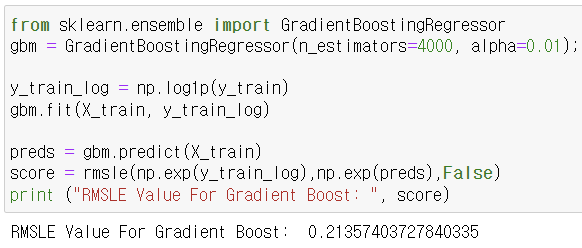 from sklearn.ensemble import GradientBoostingRegressor
gbm = GradientBoostingRegressor(n_estimators=4000, alpha=0.01);
y_train_log = np.log1p(y_train)
gbm.fit(X_train, y_train_log)
preds = gbm.predict(X_train)
score = rmsle(np.exp(y_train_log),np.exp(preds),False)
print ("RMSLE Value For Gradient Boost: ", score)
RMSLE Value For Gradient Boost:  0.21357403727840335